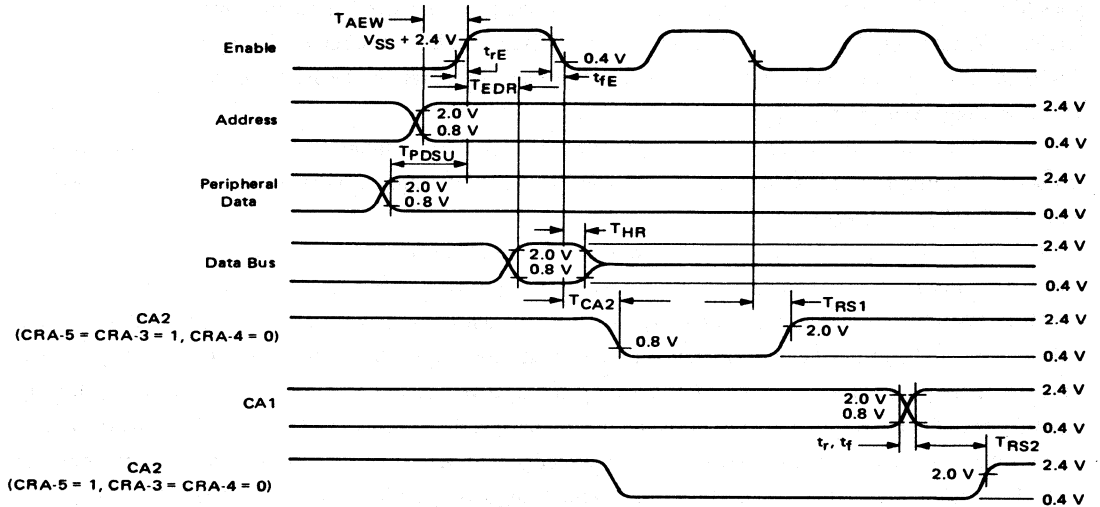 TAEW
Enable
VSS + 2.4 V
trE
0.4 V
tfE
TEDR
Address
2.0 V
0.8 V
2.4 V
0.4 V
TPDSU
Peripheral
Data
2.0 V
0.8 V
2.4 V
0.4 V
THR
Data Bus
2.0 V
0.8 V
2.4 V
0.4 V
TCA2
TRS1
CA2
(CRA-5 = CRA-3 = 1, CRA-4 = 0)
0.8 V
2.0 V
2.4 V
0.4 V
CA1
2.0 V
0.8 V
2.4 V
0.4 V
tr, tf
TRS2
CA2
(CRA-5 = 1, CRA-3 = CRA-4 = 0)
2.0 V
2.4 V
0.4 V